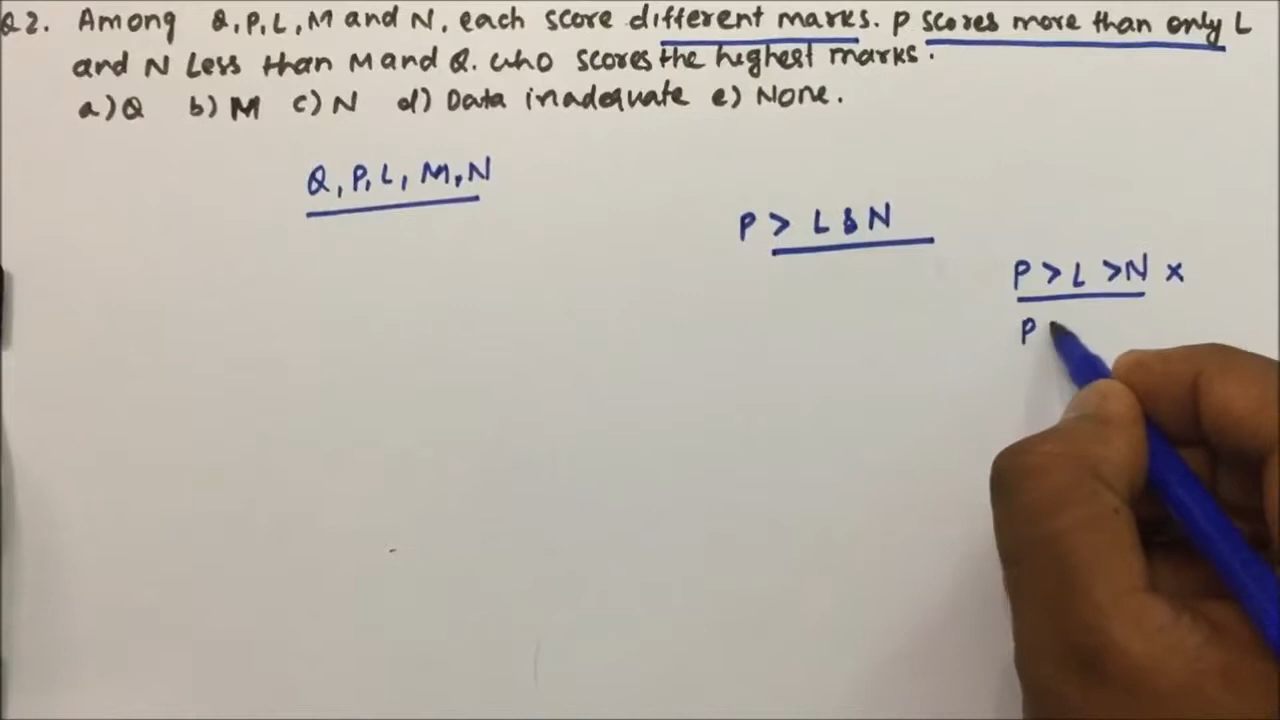 Q2. Among Q, P, L, M and N, each score different marks. P scores more than only L
and N Less than M and Q. who scores the highest marks.
a) Q b) M c) N d) Data inadequate e) None.
Q, P, L, M, N
P > L & N
P > L > N ×
P